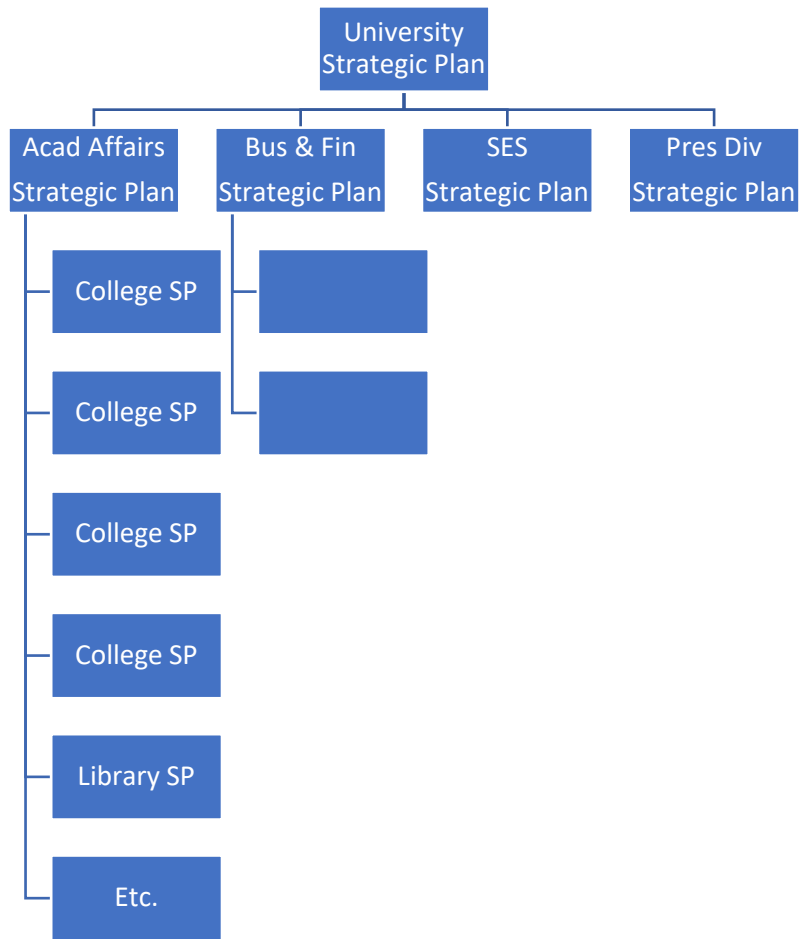 University
Strategic Plan
Acad Affairs
Strategic Plan
Bus & Fin
Strategic Plan
SES
Strategic Plan
Pres Div
Strategic Plan
College SP
College SP
College SP
College SP
Library SP
Etc.